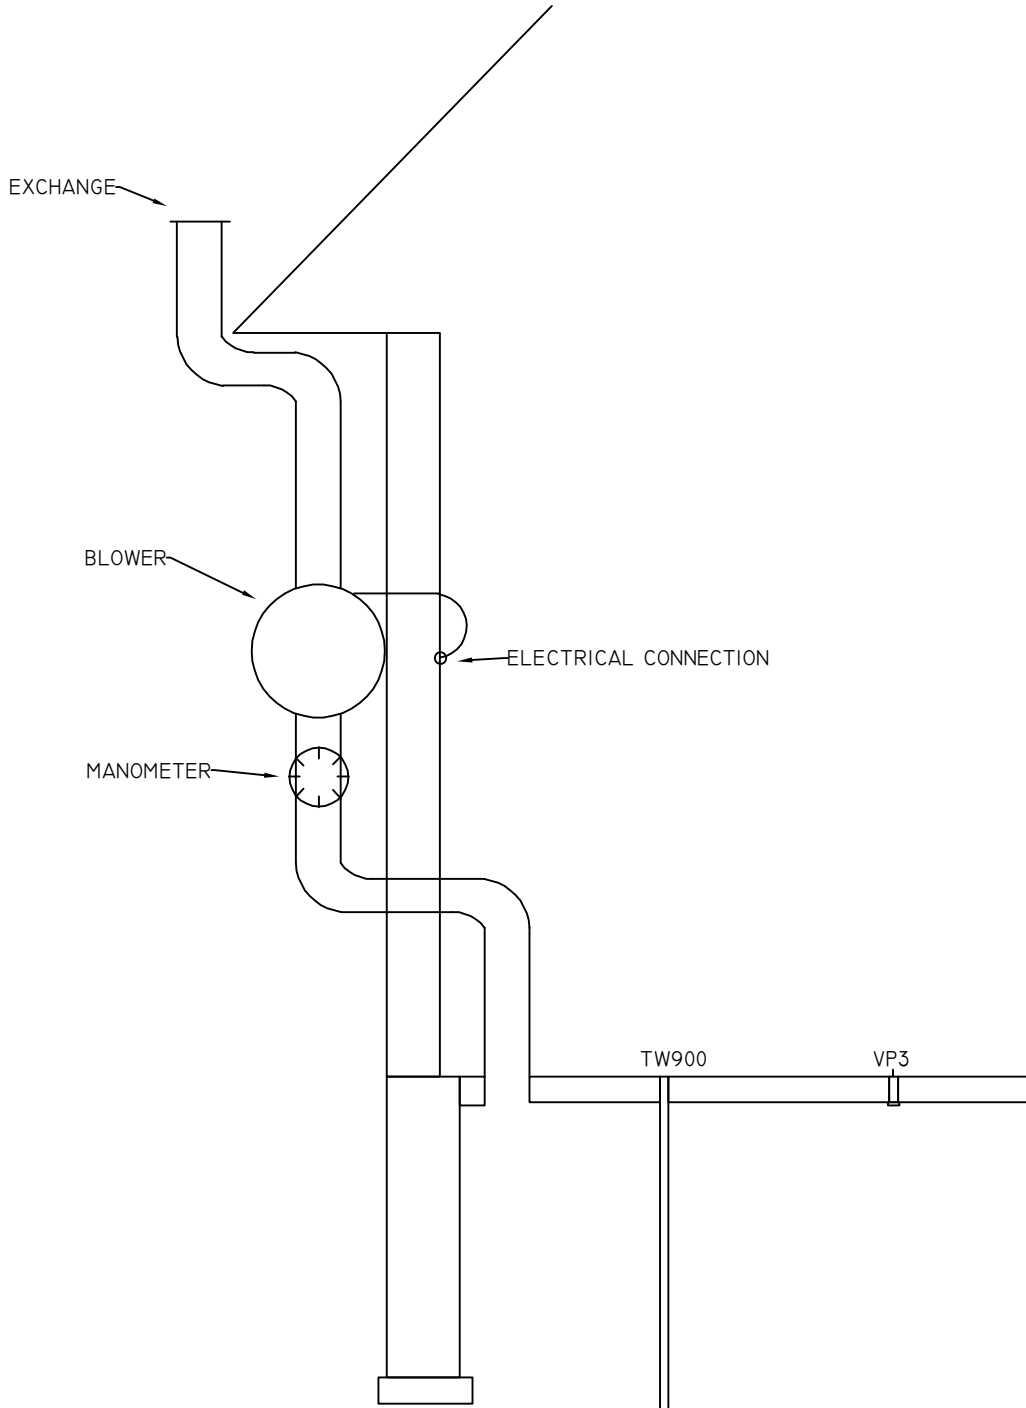 EXCHANGE
BLOWER
ELECTRICAL CONNECTION
MANOMETER
TW900
VP3